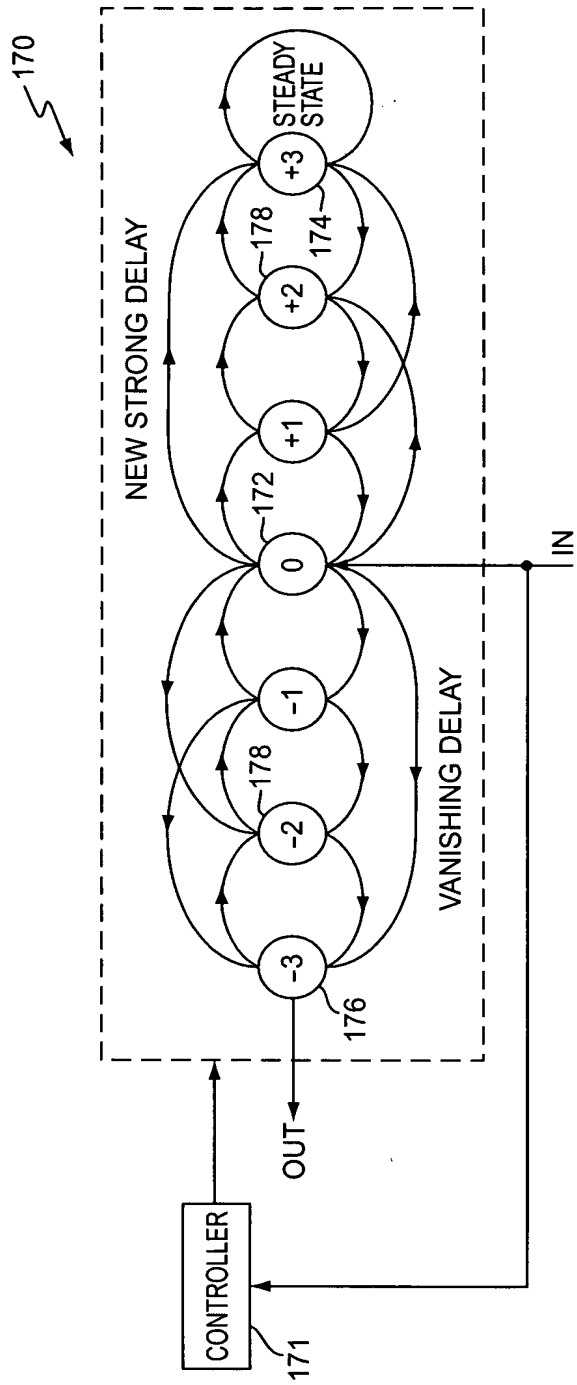 170
NEW STRONG DELAY
178
172
178
174
-3
-2
-1
0
+1
+2
+3
STEADY
STATE
176
VANISHING DELAY
OUT
IN
CONTROLLER
171